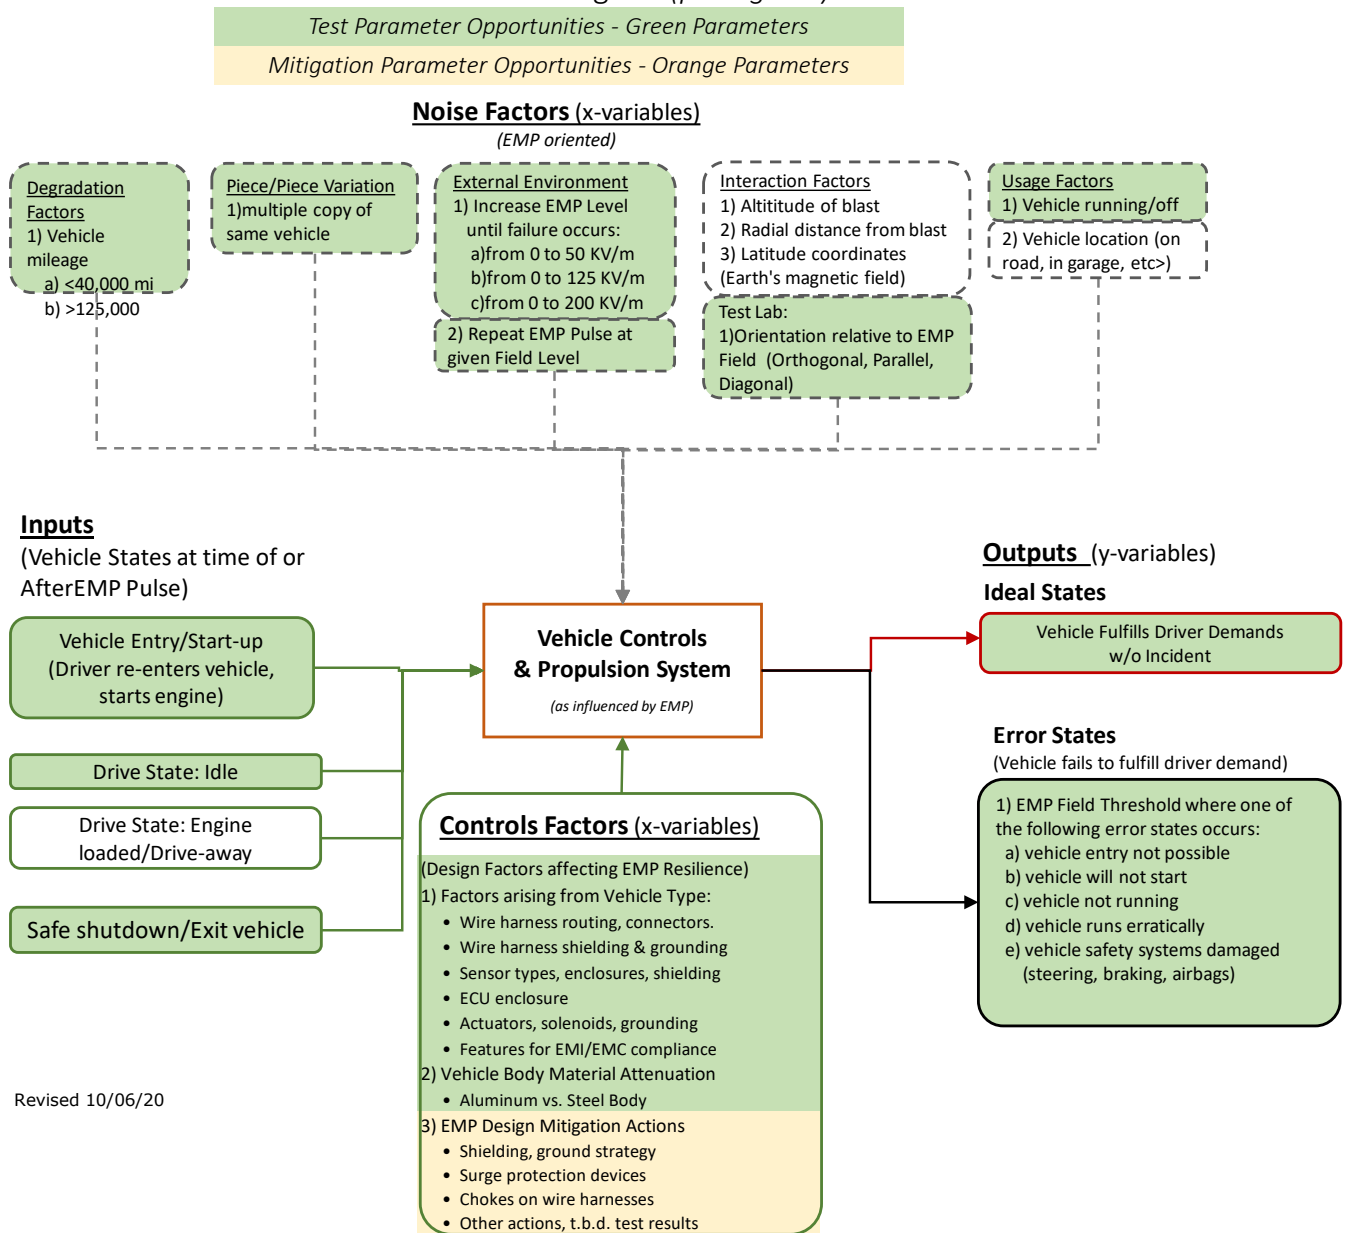 Test Parameter Opportunities - Green Parameters
Mitigation Parameter Opportunities - Orange Parameters
Noise Factors (x-variables)
(EMP oriented)
Degradation
Factors
1) Vehicle
mileage
a) <40,000 mi
b) >125,000
Piece/Piece Variation
1)multiple copy of
same vehicle
External Environment
1) Increase EMP Level
until failure occurs:
a)from 0 to 50 KV/m
b)from 0 to 125 KV/m
c)from 0 to 200 KV/m
2) Repeat EMP Pulse at
given Field Level
Interaction Factors
1) Altititude of blast
2) Radial distance from blast
3) Latitude coordinates
(Earth's magnetic field)
Test Lab:
1)Orientation relative to EMP
Field (Orthogonal, Parallel,
Diagonal)
Usage Factors
1) Vehicle running/off
2) Vehicle location (on
road, in garage, etc>)
Inputs
(Vehicle States at time of or
AfterEMP Pulse)
Vehicle Entry/Start-up
(Driver re-enters vehicle,
starts engine)
Drive State: Idle
Drive State: Engine
loaded/Drive-away
Safe shutdown/Exit vehicle
Vehicle Controls
& Propulsion System
(as influenced by EMP)
Outputs (y-variables)
Ideal States
Vehicle Fulfills Driver Demands
w/o Incident
Error States
(Vehicle fails to fulfill driver demand)
1) EMP Field Threshold where one of
the following error states occurs:
a) vehicle entry not possible
b) vehicle will not start
c) vehicle not running
d) vehicle runs erratically
e) vehicle safety systems damaged
(steering, braking, airbags)
Controls Factors (x-variables)
(Design Factors affecting EMP Resilience)
1) Factors arising from Vehicle Type:
• Wire harness routing, connectors.
• Wire harness shielding & grounding
• Sensor types, enclosures, shielding
• ECU enclosure
• Actuators, solenoids, grounding
• Features for EMI/EMC compliance
2) Vehicle Body Material Attenuation
• Aluminum vs. Steel Body
3) EMP Design Mitigation Actions
• Shielding, ground strategy
• Surge protection devices
• Chokes on wire harnesses
• Other actions, t.b.d. test results
Revised 10/06/20